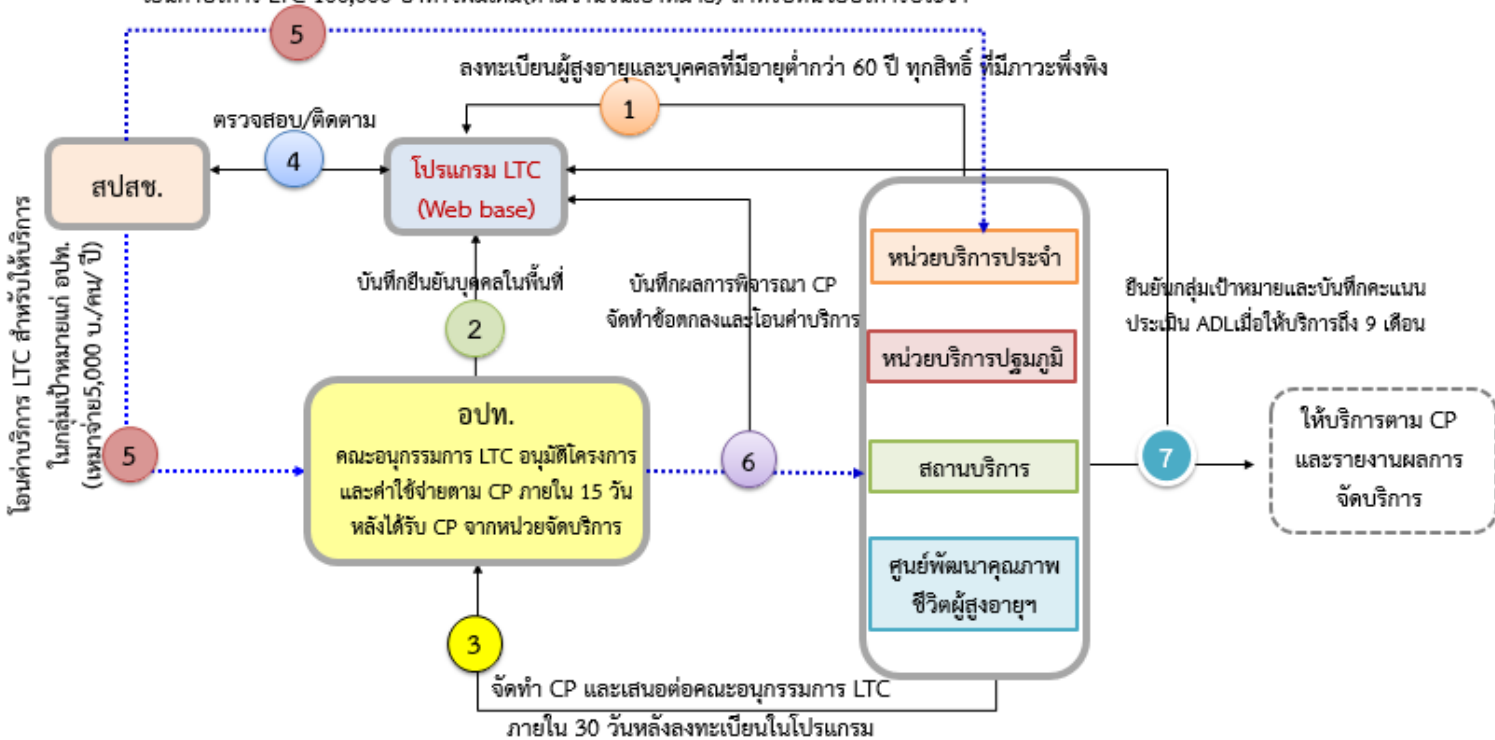 5
ลงทะเบียนผู้สูงอายุและบุคคลที่มีอายุต่ำกว่า 60 ปี ทุกสิทธิ์ ที่มีภาวะพึ่งพิง
1
ตรวจสอบ/ติดตาม
4
สปสช.
โปรแกรม LTC
(Web base)
หน่วยบริการประจำ
บันทึกยืนยันบุคคลในพื้นที่
2
บันทึกผลการพิจารณา CP
จัดทำข้อตกลงและโอนค่าบริการ
ยืนยันกลุ่มเป้าหมายและบันทึกคะแนน
ประเมิน ADLเมื่อให้บริการถึง 9 เดือน
หน่วยบริการปฐมภูมิ
โอนค่าบริการ LTC สำหรับให้บริการ
ในกลุ่มเป้าหมายแก่ อปท.
(เหมาจ่าย5,000 บ./คน/ ปี)
5
อปท.
คณะอนุกรรมการ LTC อนุมัติโครงการ
และค่าใช้จ่ายตาม CP ภายใน 15 วัน
หลังได้รับ CP จากหน่วยจัดบริการ
6
สถานบริการ
7
ให้บริการตาม CP
และรายงานผลการ
จัดบริการ
ศูนย์พัฒนาคุณภาพ
ชีวิตผู้สูงอายุฯ
3
จัดทำ CP และเสนอต่อคณะอนุกรรมการ LTC
ภายใน 30 วันหลังลงทะเบียนในโปรแกรม